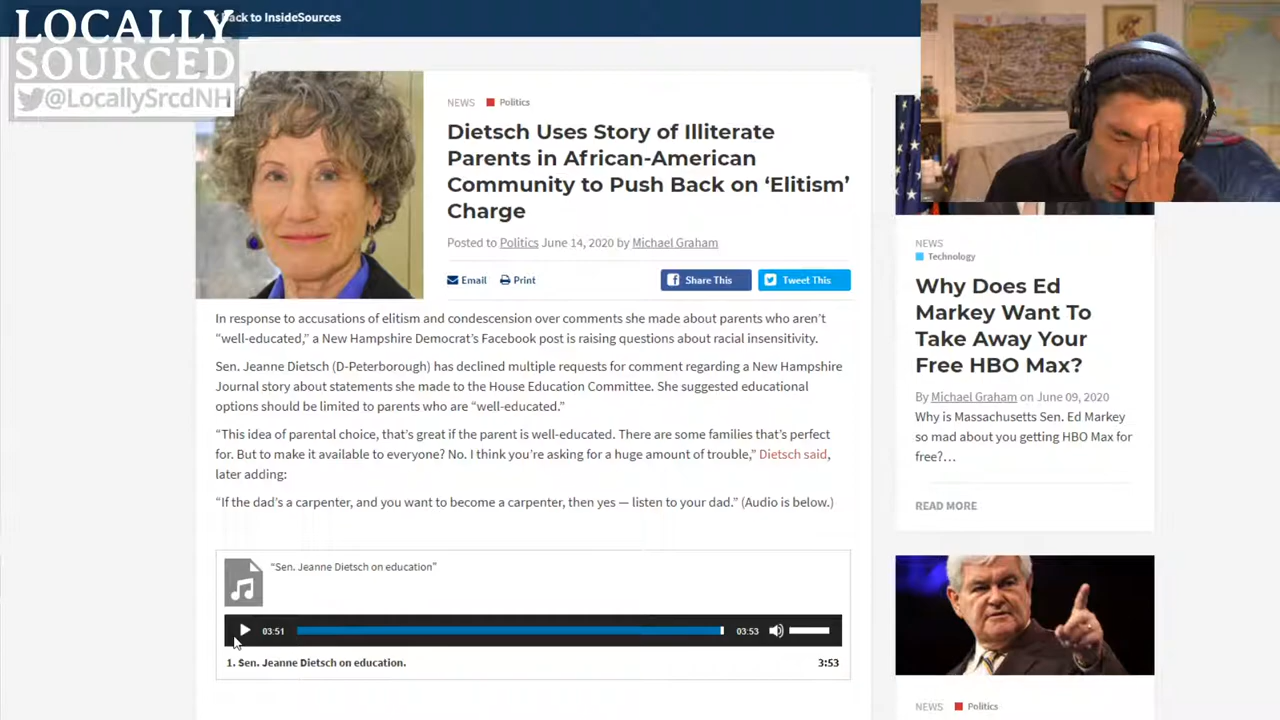 Back to InsideSources
LOCALLY
SOURCED
@LocallySrcdNH
NEWS Politics
Dietsch Uses Story of Illiterate
Parents in African-American
Community to Push Back on ‘Elitism’
Charge
Posted to Politics June 14, 2020 by Michael Graham
Email Print Share This Tweet This
In response to accusations of elitism and condescension over comments she made about parents who aren’t
“well-educated,” a New Hampshire Democrat’s Facebook post is raising questions about racial insensitivity.
Sen. Jeanne Dietsch (D-Peterborough) has declined multiple requests for comment regarding a New Hampshire
Journal story about statements she made to the House Education Committee. She suggested educational
options should be limited to parents who are “well-educated.”
“This idea of parental choice, that’s great if the parent is well-educated. There are some families that’s perfect
for. But to make it available to everyone? No. I think you’re asking for a huge amount of trouble,” Dietsch said,
later adding:
“If the dad’s a carpenter, and you want to become a carpenter, then yes — listen to your dad.” (Audio is below.)
“Sen. Jeanne Dietsch on education”
03:51 03:53
1. Sen. Jeanne Dietsch on education. 3:53
NEWS
Technology
Why Does Ed
Markey Want To
Take Away Your
Free HBO Max?
By Michael Graham on June 09, 2020
Why is Massachusetts Sen. Ed Markey
so mad about you getting HBO Max for
free?…
READ MORE
NEWS Politics